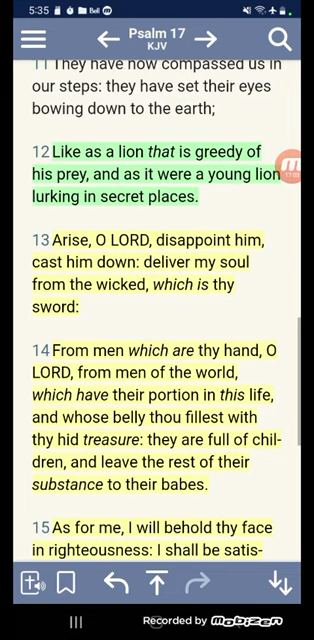 5:35 Bell
Psalm 17
KJV
11 They have now compassed us in
our steps: they have set their eyes
bowing down to the earth;
12 Like as a lion that is greedy of
his prey, and as it were a young lion
lurking in secret places.
17:05
13 Arise, O LORD, disappoint him,
cast him down: deliver my soul
from the wicked, which is thy
sword:
14 From men which are thy hand, O
LORD, from men of the world,
which have their portion in this life,
and whose belly thou fillest with
thy hid treasure: they are full of chil-
dren, and leave the rest of their
substance to their babes.
15 As for me, I will behold thy face
in righteousness: I shall be satis-
Recorded by mobizen